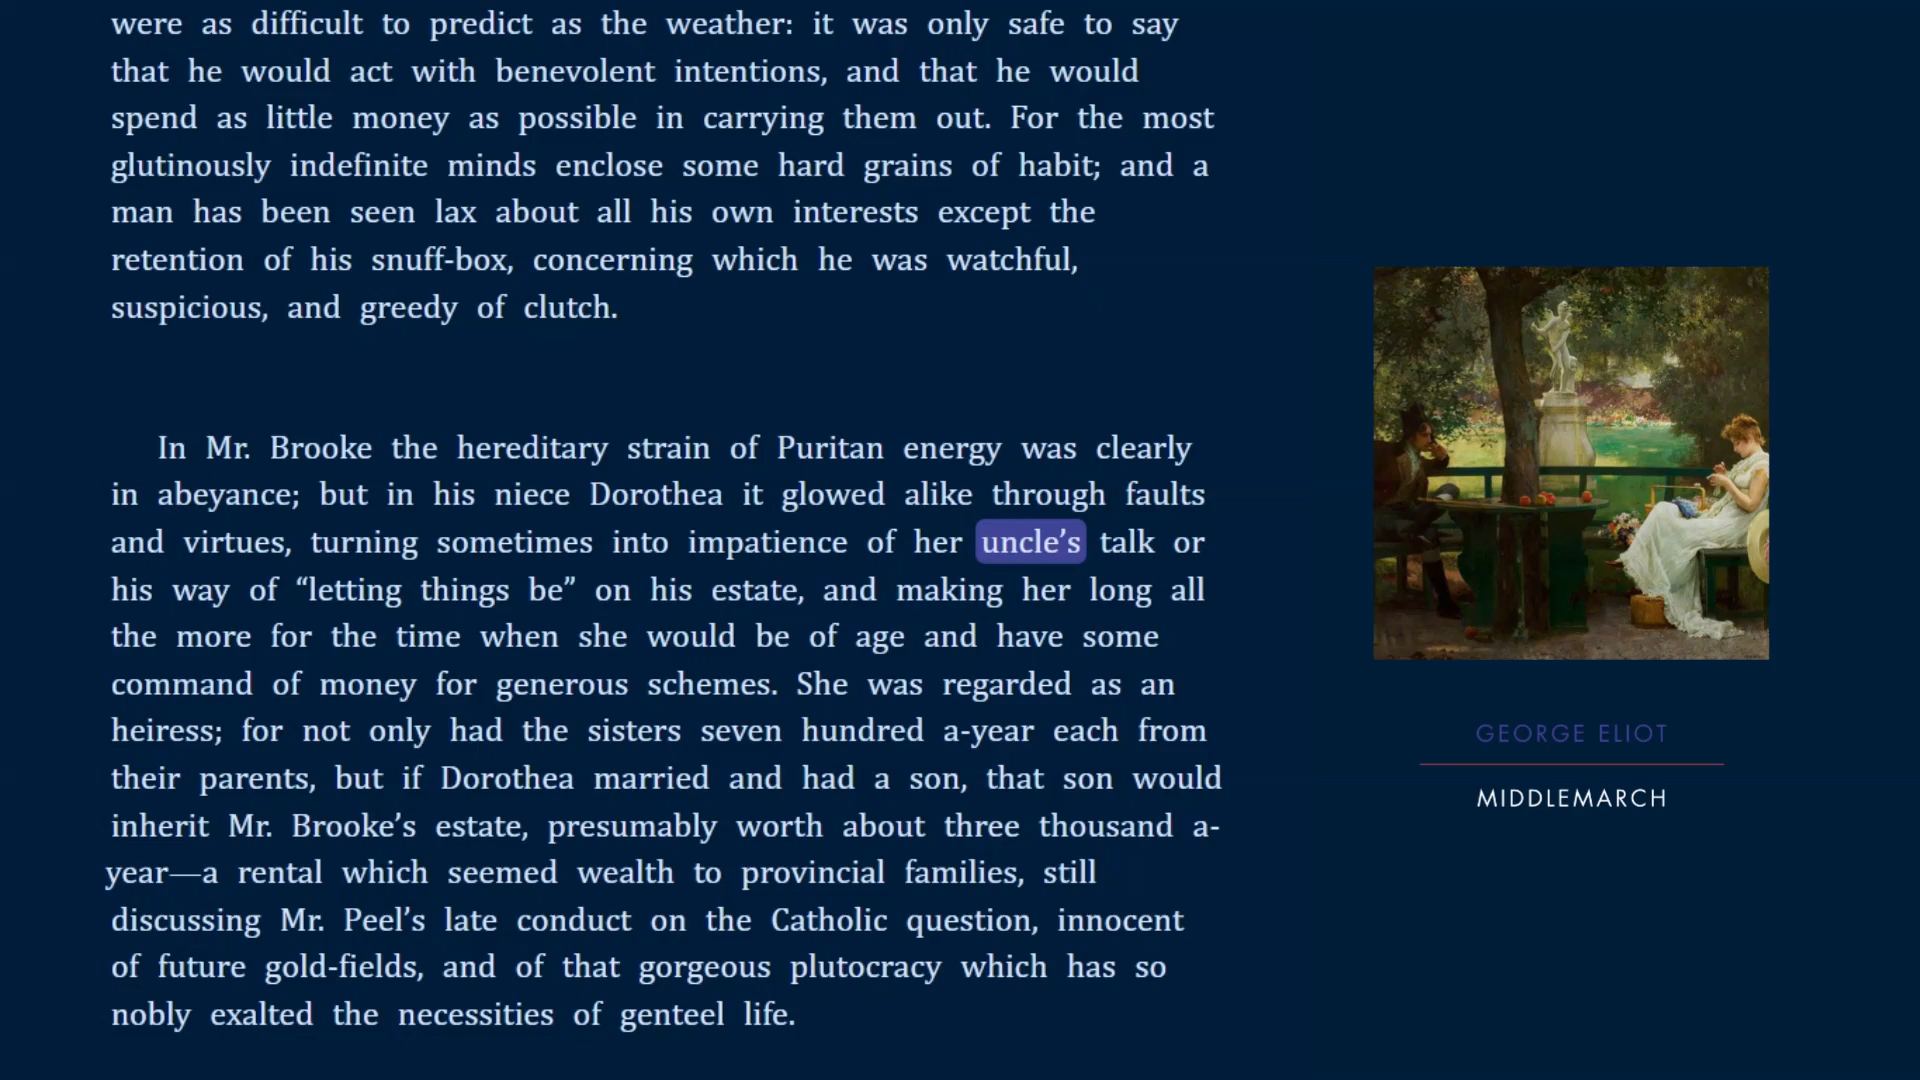 were as difficult to predict as the weather: it was only safe to say
that he would act with benevolent intentions, and that he would
spend as little money as possible in carrying them out. For the most
glutinously indefinite minds enclose some hard grains of habit; and a
man has been seen lax about all his own interests except the
retention of his snuff-box, concerning which he was watchful,
suspicious, and greedy of clutch.
In Mr. Brooke the hereditary strain of Puritan energy was clearly
in abeyance; but in his niece Dorothea it glowed alike through faults
and virtues, turning sometimes into impatience of her uncle’s talk or
his way of “letting things be” on his estate, and making her long all
the more for the time when she would be of age and have some
command of money for generous schemes. She was regarded as an
heiress; for not only had the sisters seven hundred a-year each from
their parents, but if Dorothea married and had a son, that son would
inherit Mr. Brooke’s estate, presumably worth about three thousand a-
year—a rental which seemed wealth to provincial families, still
discussing Mr. Peel’s late conduct on the Catholic question, innocent
of future gold-fields, and of that gorgeous plutocracy which has so
nobly exalted the necessities of genteel life.
GEORGE ELIOT
MIDDLEMARCH